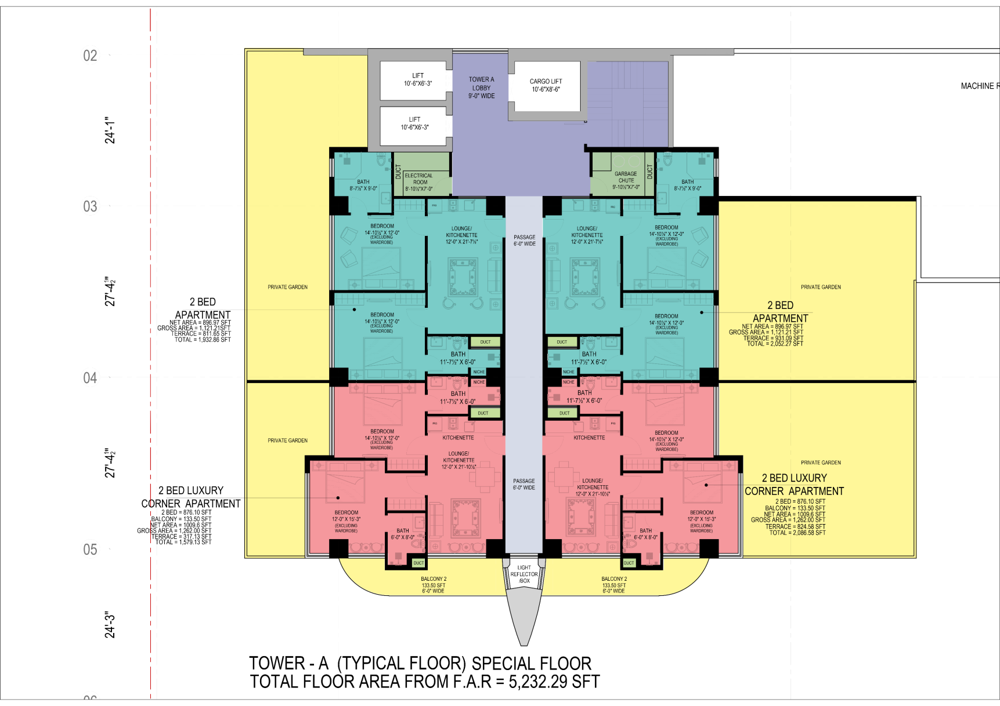 02
LIFT
10'-6"X6'-3"
TOWER A
LOBBY
9'-0" WIDE
CARGO LIFT
10'-6"X8'-6"
MACHINE R
24'-1"
LIFT
10'-6"X6'-3"
BATH
8'-7½" X 9'-0"
DUCT
ELECTRICAL
ROOM
8'-10½"X7'-0"
GARBAGE
CHUTE
9'-10½"X7'-0"
DUCT
BATH
8'-7½" X 9'-0"
03
FRG
FRG
BEDROOM
14'-10½" X 12'-0"
(EXCLUDING
WARDROBE)
LOUNGE/
KITCHENETTE
12'-0" X 21'-7½"
PASSAGE
6'-0" WIDE
LOUNGE/
KITCHENETTE
12'-0" X 21'-7½"
BEDROOM
14'-10½" X 12'-0"
(EXCLUDING
WARDROBE)
27'-4½"
PRIVATE GARDEN
PRIVATE GARDEN
2 BED
APARTMENT
NET AREA = 896.97 SFT
GROSS AREA = 1,121.21SFT
TERRACE = 811.65 SFT
TOTAL = 1,932.86 SFT
BEDROOM
14'-10½" X 12'-0"
(EXCLUDING
WARDROBE)
BEDROOM
14'-10½" X 12'-0"
(EXCLUDING
WARDROBE)
2 BED
APARTMENT
NET AREA = 896.97 SFT
GROSS AREA = 1,121.21 SFT
TERRACE = 931.09 SFT
TOTAL = 2,052.27 SFT
DUCT
DUCT
BATH
11'-7½" X 6'-0"
BATH
11'-7½" X 6'-0"
NICHE
NICHE
04
NICHE
NICHE
BATH
11'-7½" X 6'-0"
BATH
11'-7½" X 6'-0"
DUCT
DUCT
FRG
FRG
BEDROOM
14'-10½" X 12'-0"
(EXCLUDING
WARDROBE)
KITCHENETTE
KITCHENETTE
BEDROOM
14'-10½" X 12'-0"
(EXCLUDING
WARDROBE)
PRIVATE GARDEN
PRIVATE GARDEN
27'-4½"
LOUNGE/
KITCHENETTE
12'-0" X 21'-10½"
PASSAGE
6'-0" WIDE
LOUNGE/
KITCHENETTE
12'-0" X 21'-10½"
2 BED LUXURY
CORNER APARTMENT
2 BED = 876.10 SFT
BALCONY = 133.50 SFT
NET AREA = 1009.6 SFT
GROSS AREA = 1,262.00 SFT
TERRACE = 317.13 SFT
TOTAL = 1,579.13 SFT
2 BED LUXURY
CORNER APARTMENT
2 BED = 876.10 SFT
BALCONY = 133.50 SFT
NET AREA = 1009.6 SFT
GROSS AREA = 1,262.00 SFT
TERRACE = 824.58 SFT
TOTAL = 2,086.58 SFT
BEDROOM
12'-0" X 15'-3"
(EXCLUDING
WARDROBE)
BATH
6'-0" X 8'-0"
BATH
6'-0" X 8'-0"
BEDROOM
12'-0" X 15'-3"
(EXCLUDING
WARDROBE)
05
DUCT
DUCT
LIGHT
REFLECTOR
/BOX
BALCONY 2
133.50 SFT
6'-0" WIDE
BALCONY 2
133.50 SFT
6'-0" WIDE
24'-3"
TOWER - A (TYPICAL FLOOR) SPECIAL FLOOR
TOTAL FLOOR AREA FROM F.A.R = 5,232.29 SFT